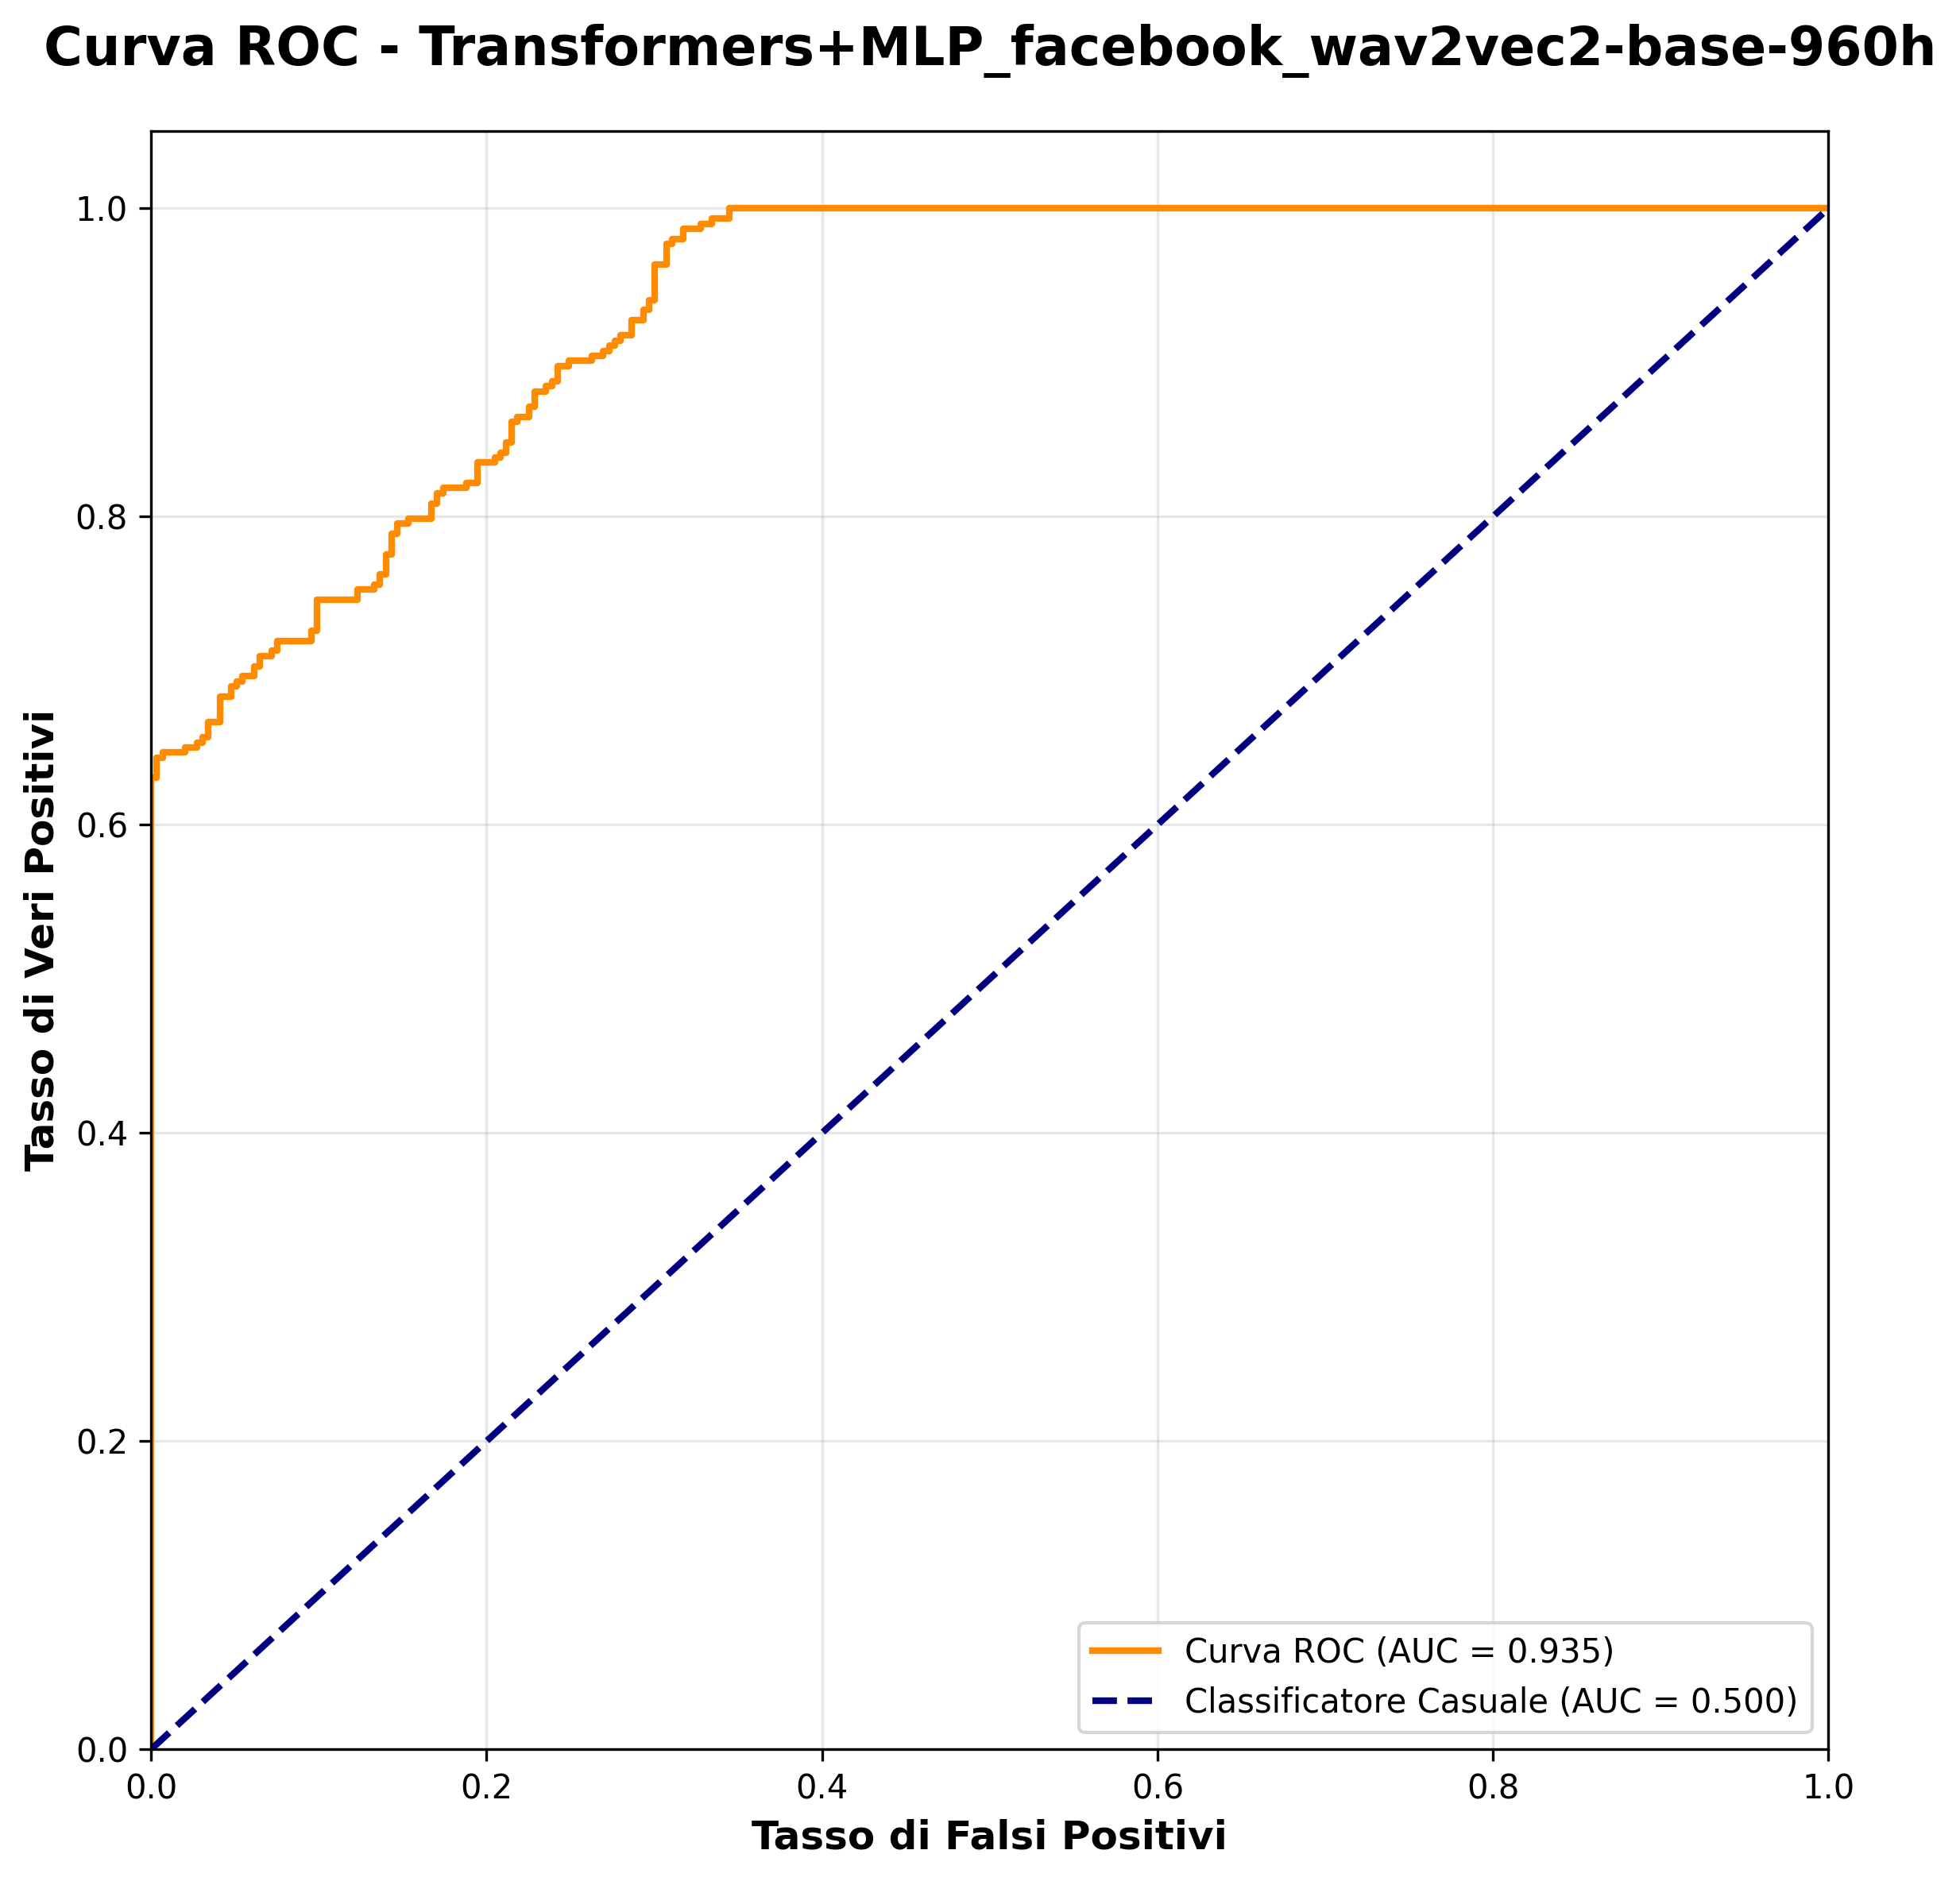 Curva ROC - Transformers+MLP_facebook_wav2vec2-base-960h
Tasso di Veri Positivi
1.0
0.8
0.6
0.4
0.2
0.0
0.0 0.2 0.4 0.6 0.8 1.0
Tasso di Falsi Positivi
Curva ROC (AUC = 0.935)
Classificatore Casuale (AUC = 0.500)